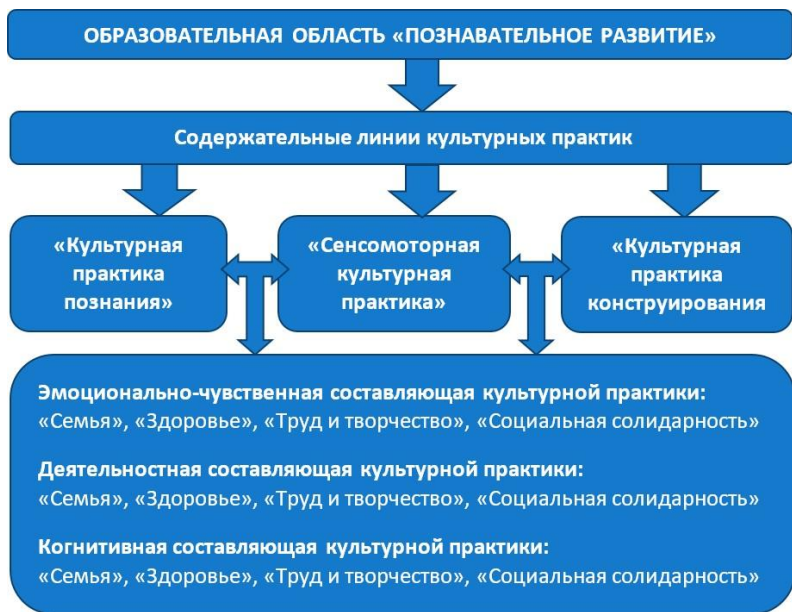 ОБРАЗОВАТЕЛЬНАЯ ОБЛАСТЬ «ПОЗНАВАТЕЛЬНОЕ РАЗВИТИЕ»
Содержательные линии культурных практик
«Культурная
практика
познания»
«Сенсомоторная
культурная
практика»
«Культурная
практика
конструирования
Эмоционально-чувственная составляющая культурной практики:
«Семья», «Здоровье», «Труд и творчество», «Социальная солидарность»
Деятельностная составляющая культурной практики:
«Семья», «Здоровье», «Труд и творчество», «Социальная солидарность»
Когнитивная составляющая культурной практики:
«Семья», «Здоровье», «Труд и творчество», «Социальная солидарность»